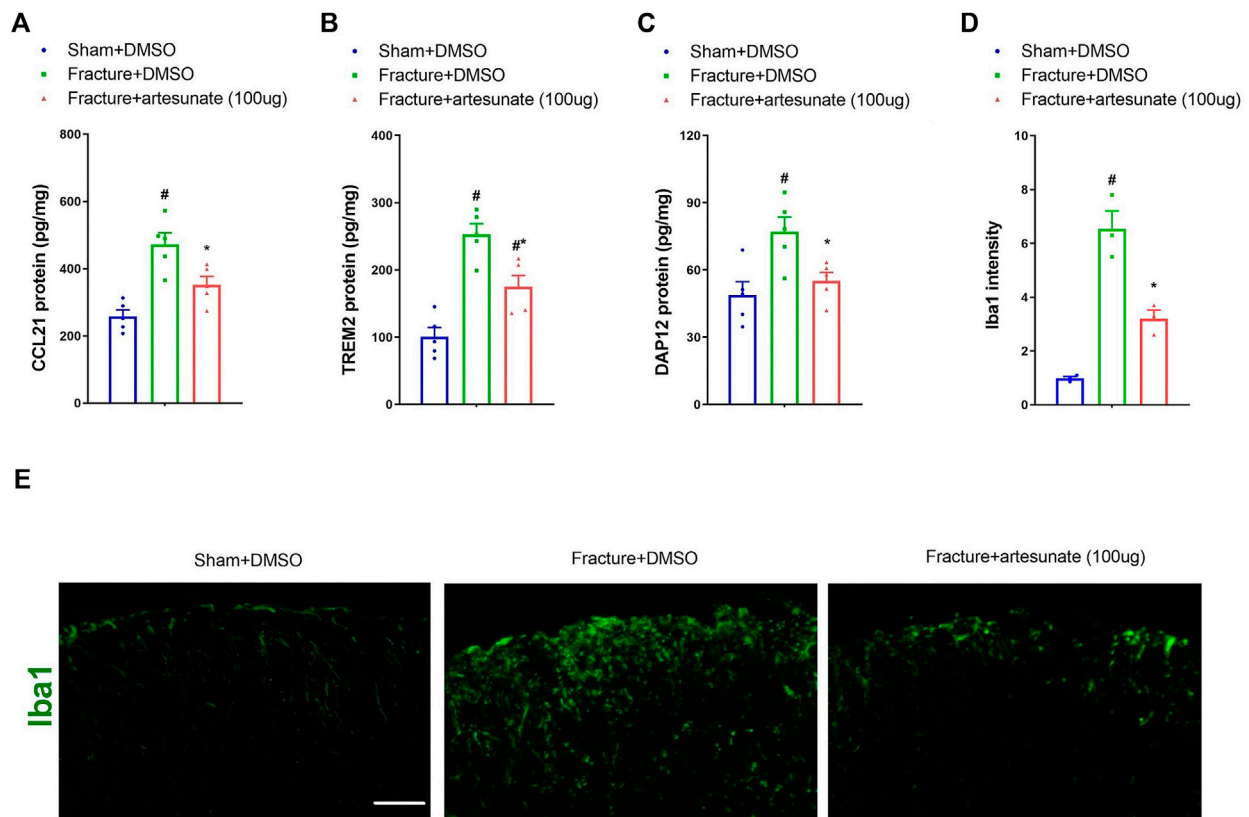 A
Sham+DMSO
Fracture+DMSO
Fracture+artesunate (100ug)
CCL21 protein (pg/mg)
800
600
400
200
0
#
*
B
Sham+DMSO
Fracture+DMSO
Fracture+artesunate (100ug)
TREM2 protein (pg/mg)
400
300
200
100
0
#
#*
C
Sham+DMSO
Fracture+DMSO
Fracture+artesunate (100ug)
DAP12 protein (pg/mg)
120
90
60
30
0
#
*
D
Sham+DMSO
Fracture+DMSO
Fracture+artesunate (100ug)
Iba1 intensity
10
8
6
4
2
0
#
*
E
Sham+DMSO
Fracture+DMSO
Fracture+artesunate (100ug)
Iba1